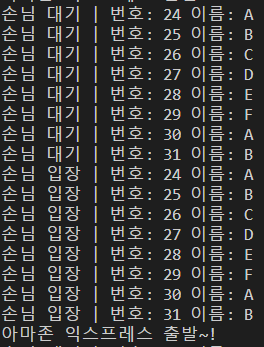 손님 대기 | 번호: 24 이름: A
손님 대기 | 번호: 25 이름: B
손님 대기 | 번호: 26 이름: C
손님 대기 | 번호: 27 이름: D
손님 대기 | 번호: 28 이름: E
손님 대기 | 번호: 29 이름: F
손님 대기 | 번호: 30 이름: A
손님 대기 | 번호: 31 이름: B
손님 입장 | 번호: 24 이름: A
손님 입장 | 번호: 25 이름: B
손님 입장 | 번호: 26 이름: C
손님 입장 | 번호: 27 이름: D
손님 입장 | 번호: 28 이름: E
손님 입장 | 번호: 29 이름: F
손님 입장 | 번호: 30 이름: A
손님 입장 | 번호: 31 이름: B
아마존 익스프레스 출발~!